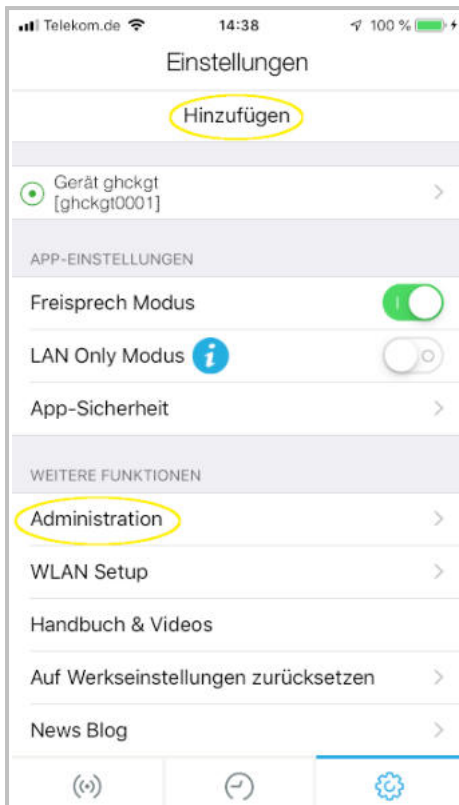 Telekom.de 14:38 100 %
Einstellungen
Hinzufügen
Gerät ghckgt
[ghckgt0001]
APP-EINSTELLUNGEN
Freisprech Modus
LAN Only Modus i
App-Sicherheit
WEITERE FUNKTIONEN
Administration
WLAN Setup
Handbuch & Videos
Auf Werkseinstellungen zurücksetzen
News Blog